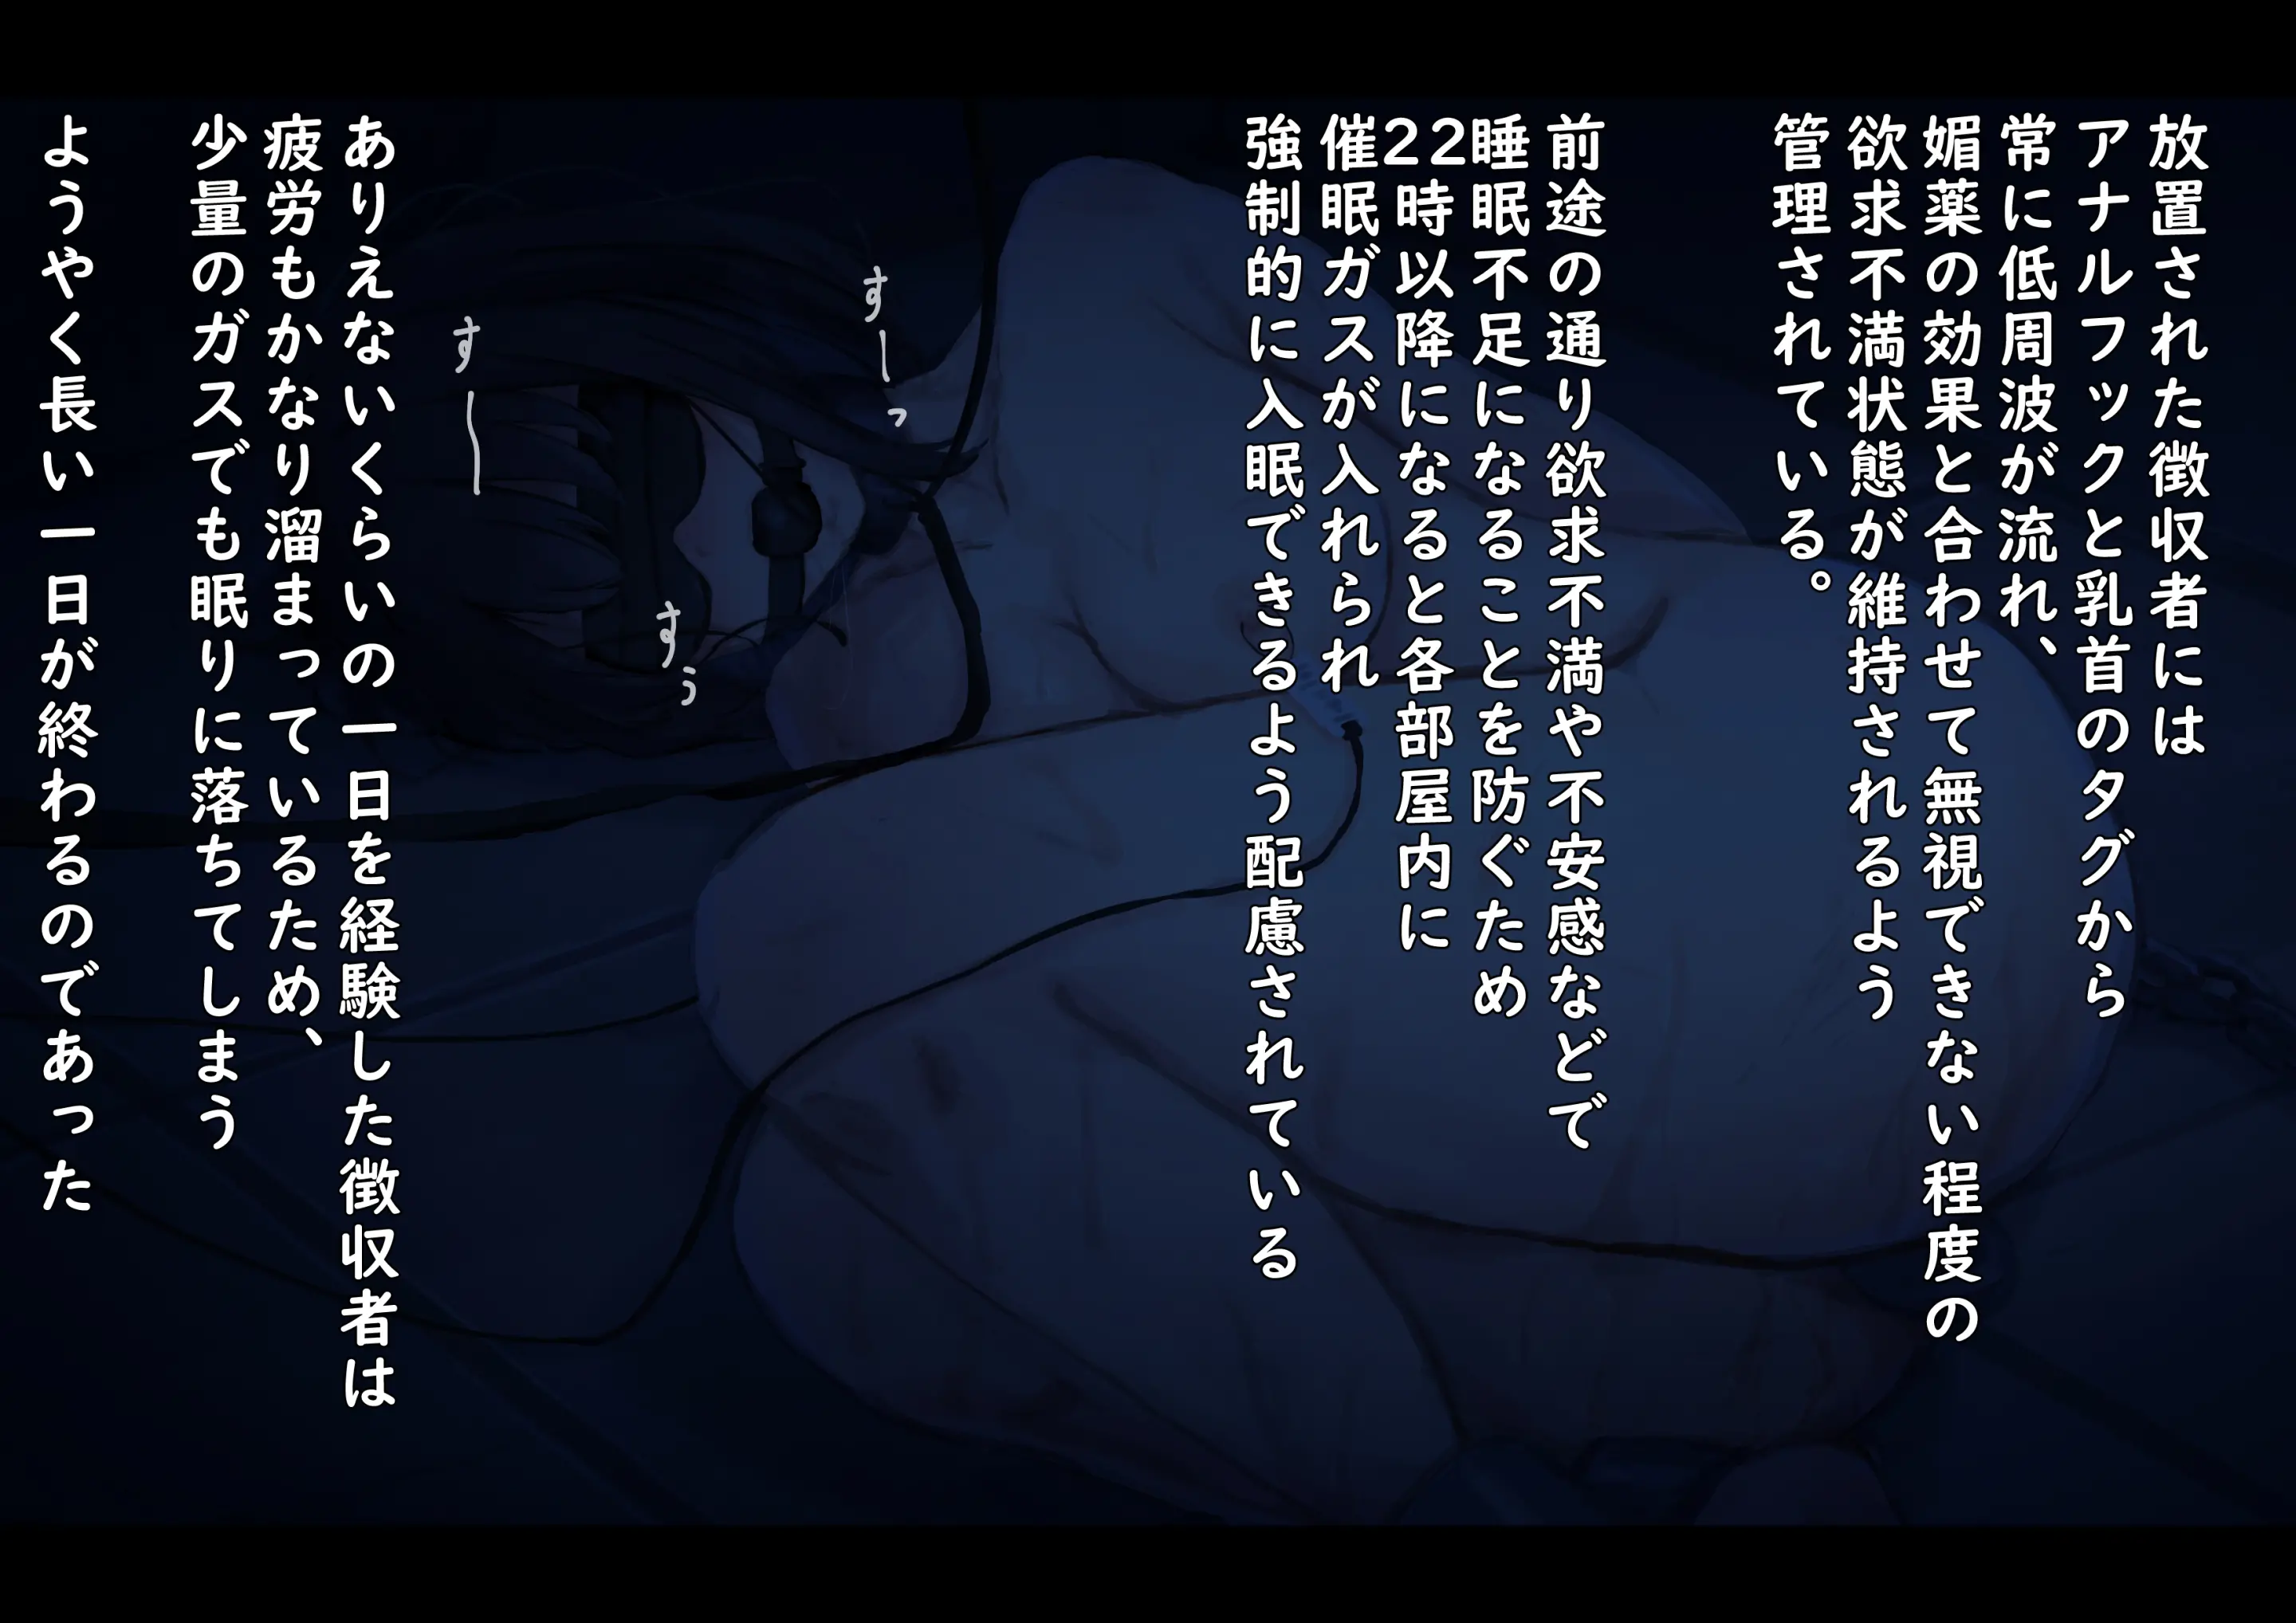 放置された徴収者には
アナルフックと乳首のタグから
常に低周波が流れ、
媚薬の効果と合わせて無視できない程度の
欲求不満状態が維持されるよう
管理されている。
前途の通り欲求不満や不安感などで
睡眠不足になることを防ぐため
22時以降になると各部屋内に
催眠ガスが入れられ
強制的に入眠できるよう配慮されている
すーっ
すぅ
すー
ありえないくらいの一日を経験した徴収者は
疲労もかなり溜まっているため、
少量のガスでも眠りに落ちてしまう
ようやく長い一日が終わるのであった